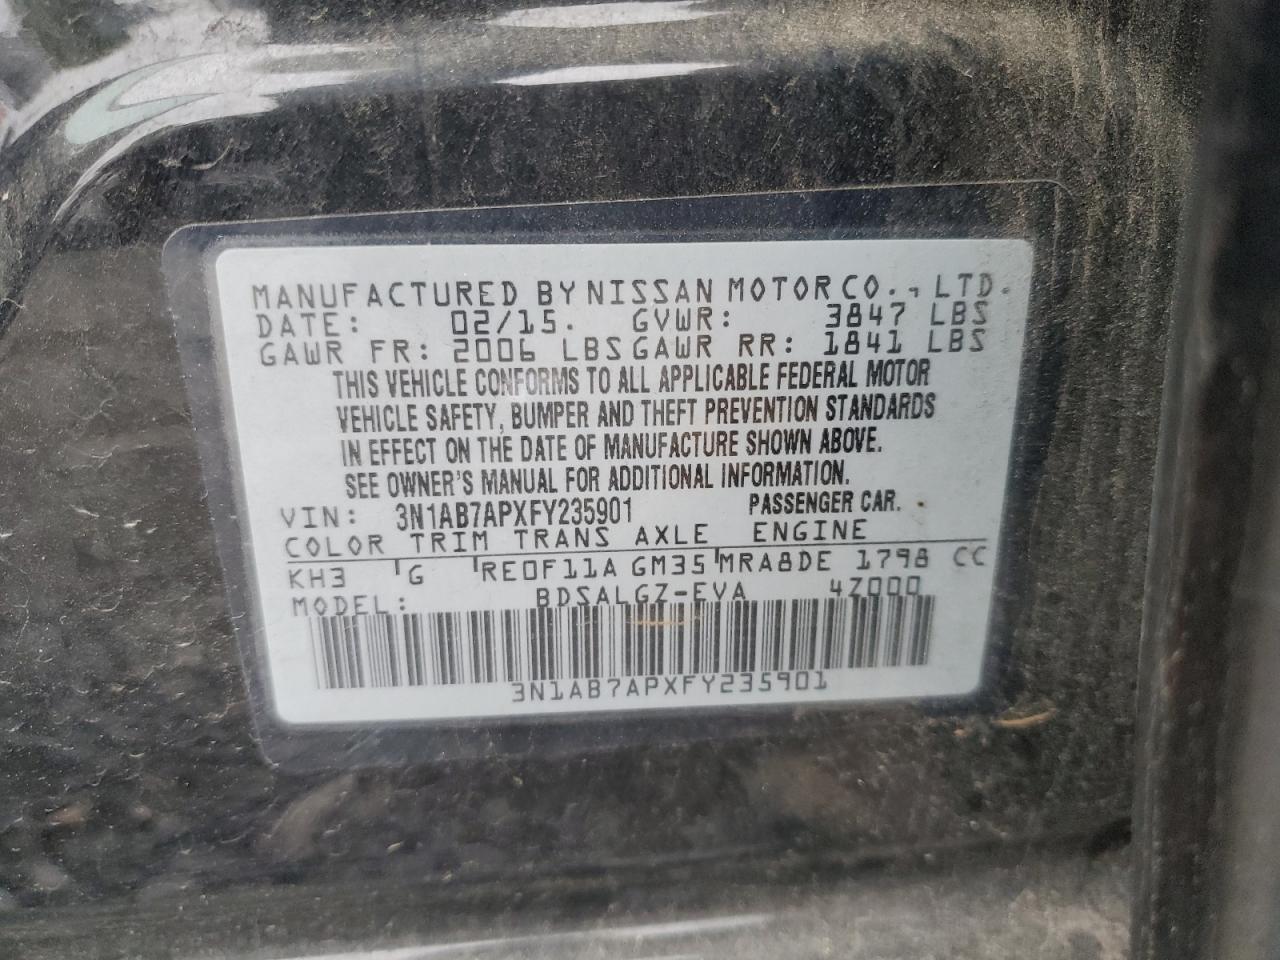 MANUFACTURED BY NISSAN MOTOR CO., LTD.
DATE: 02/15. GVWR: 3847 LBS
GAWR FR: 2006 LBS GAWR RR: 1841 LBS
THIS VEHICLE CONFORMS TO ALL APPLICABLE FEDERAL MOTOR
VEHICLE SAFETY, BUMPER AND THEFT PREVENTION STANDARDS
IN EFFECT ON THE DATE OF MANUFACTURE SHOWN ABOVE.
SEE OWNER'S MANUAL FOR ADDITIONAL INFORMATION.
VIN: 3N1AB7APXFY235901 PASSENGER CAR.
COLOR TRIM TRANS AXLE ENGINE
KH3 G RE0F11A GM35 MRA8DE 1798 CC
MODEL: BDSALGZ-EVA 4Z000
3N1AB7APXFY235901